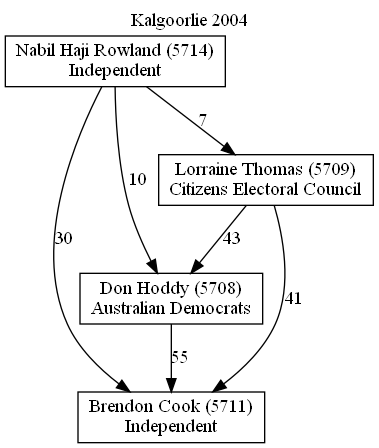 Kalgoorlie 2004
Nabil Haji Rowland (5714)
Independent
7
Lorraine Thomas (5709)
Citizens Electoral Council
10
30
43
41
Don Hoddy (5708)
Australian Democrats
55
Brendon Cook (5711)
Independent